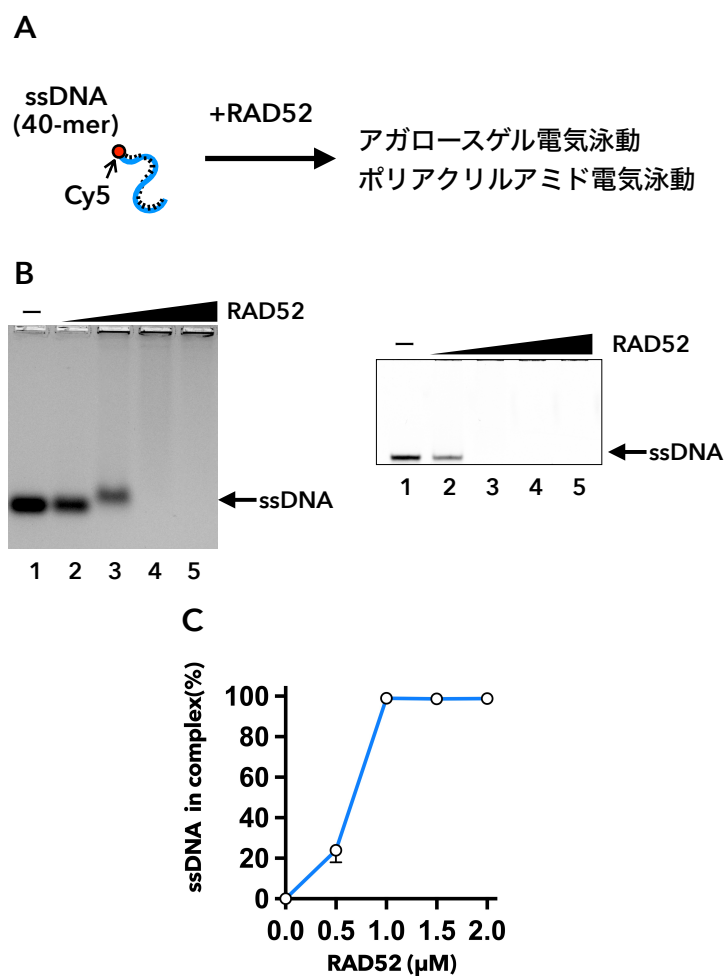 A
ssDNA
(40-mer)
Cy5
+RAD52
アガロースゲル電気泳動
ポリアクリルアミド電気泳動
B
– RAD52
ssDNA
1 2 3 4 5
– RAD52
ssDNA
1 2 3 4 5
C
ssDNA in complex(%)
100
80
60
40
20
0
0.0 0.5 1.0 1.5 2.0
RAD52 (μM)